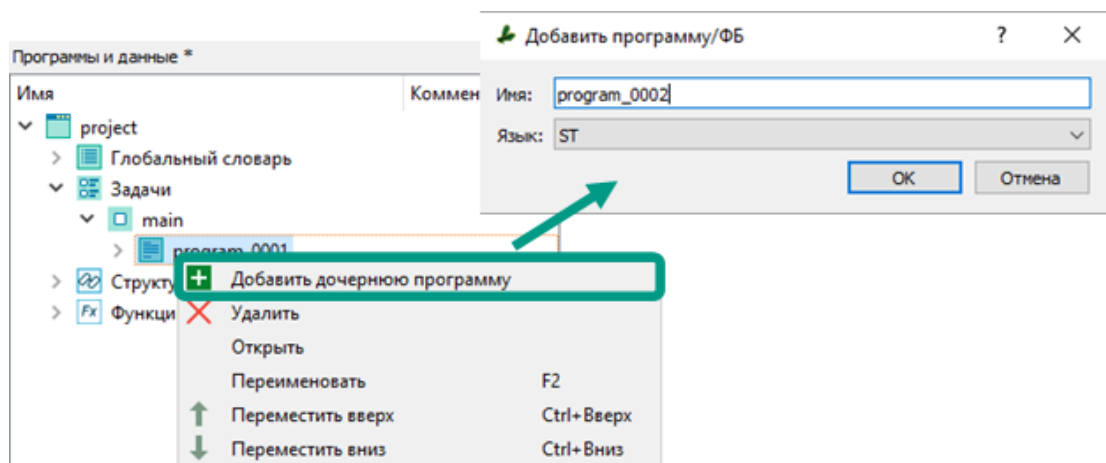 Программы и данные *
Имя
Коммен
project
Глобальный словарь
Задачи
main
program_0001
Структу
Функци
Добавить дочернюю программу
Удалить
Открыть
Переименовать F2
Переместить вверх Ctrl+Вверх
Переместить вниз Ctrl+Вниз
Добавить программу/ФБ ?
Имя: program_0002
Язык: ST
OK Отмена